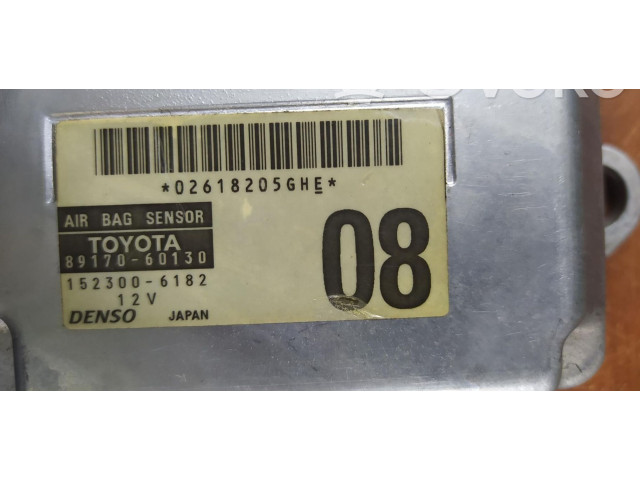 *02618205GHE*
AIR BAG SENSOR
TOYOTA
89170-60130
152300-6182
12V
DENSO JAPAN
08